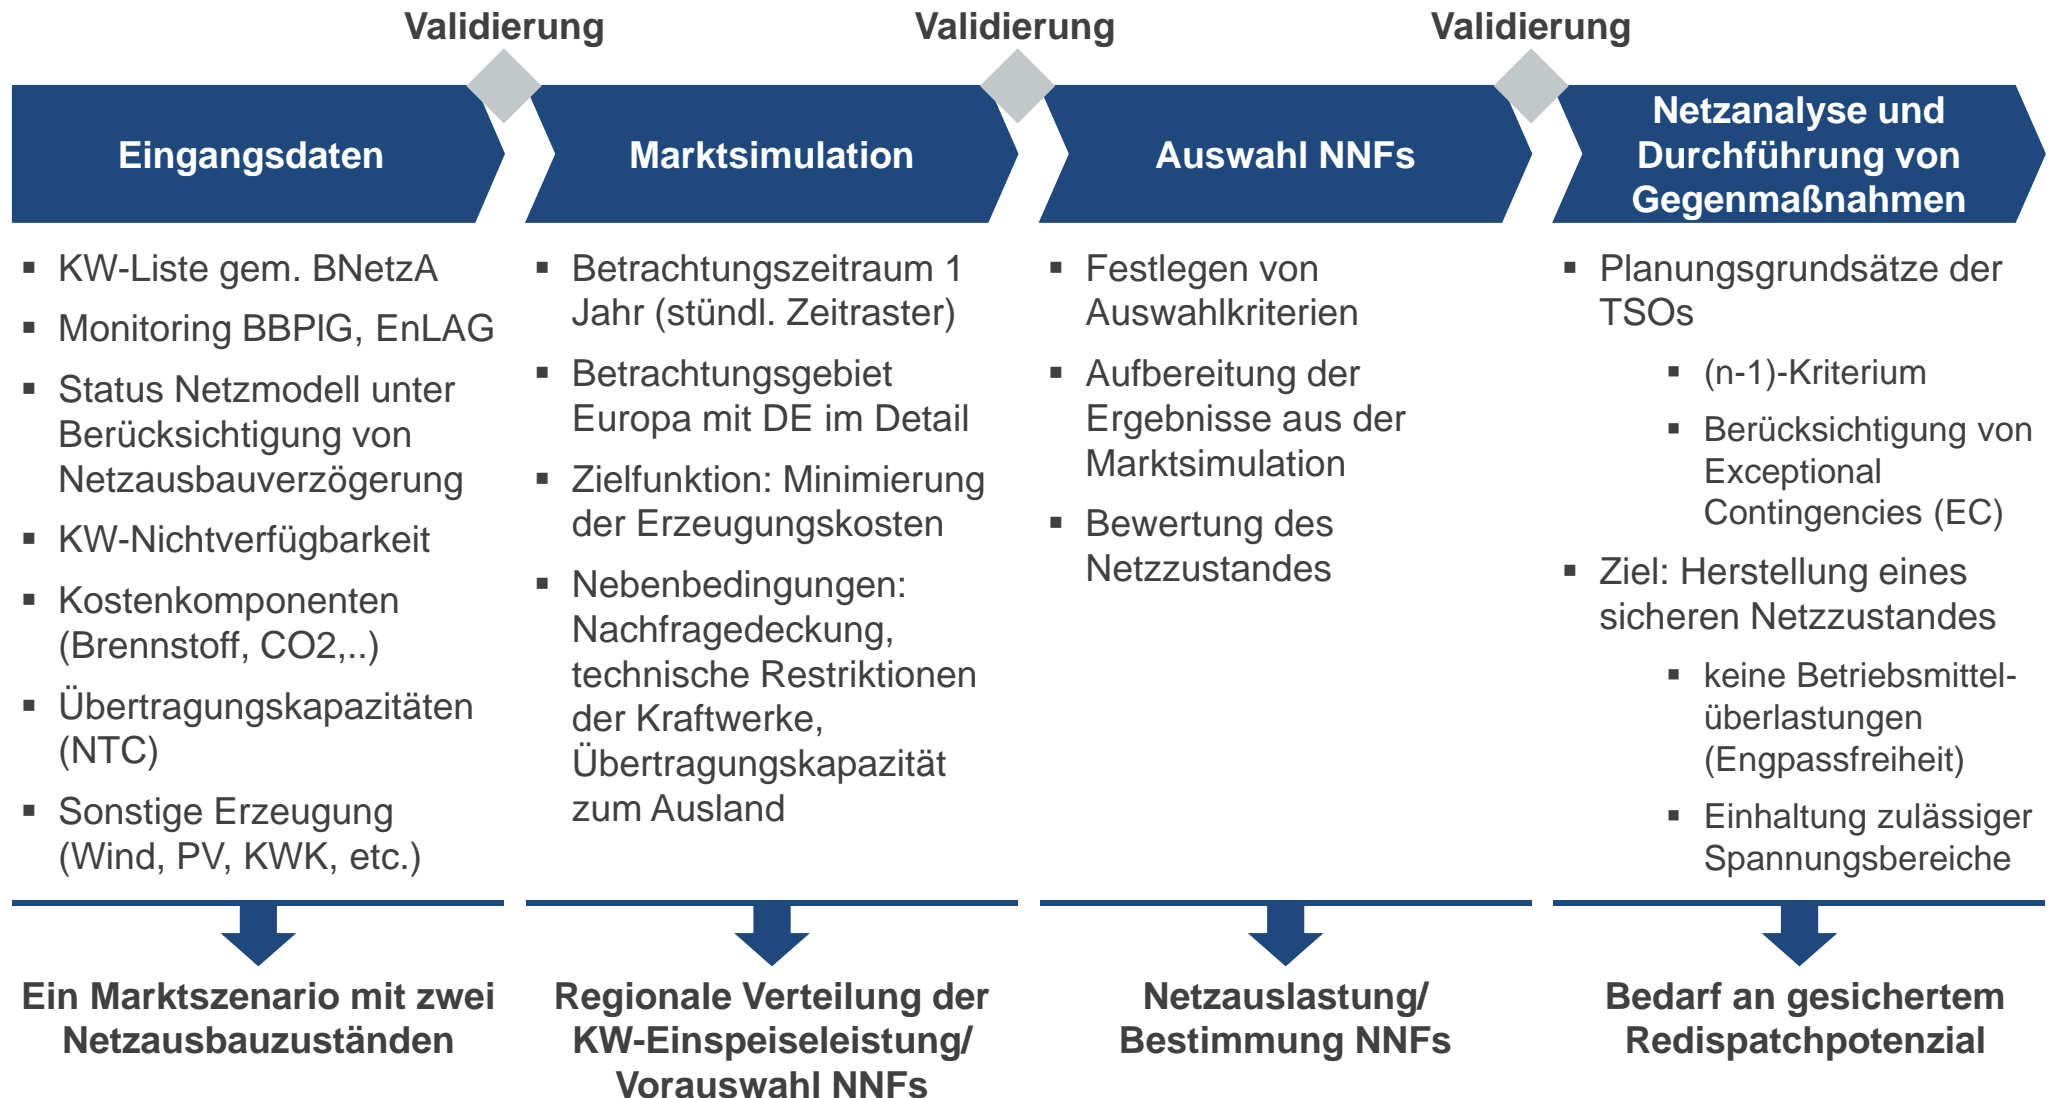 Validierung
Validierung
Validierung
Eingangsdaten
▪ KW-Liste gem. BNetzA
▪ Monitoring BBPlG, EnLAG
▪ Status Netzmodell unter
Berücksichtigung von
Netzausbauverzögerung
▪ KW-Nichtverfügbarkeit
▪ Kostenkomponenten
(Brennstoff, CO2,..)
▪ Übertragungskapazitäten
(NTC)
▪ Sonstige Erzeugung
(Wind, PV, KWK, etc.)
Ein Marktszenario mit zwei
Netzausbauzuständen
Marktsimulation
▪ Betrachtungszeitraum 1
Jahr (stündl. Zeitraster)
▪ Betrachtungsgebiet
Europa mit DE im Detail
▪ Zielfunktion: Minimierung
der Erzeugungskosten
▪ Nebenbedingungen:
Nachfragedeckung,
technische Restriktionen
der Kraftwerke,
Übertragungskapazität
zum Ausland
Regionale Verteilung der
KW-Einspeiseleistung/
Vorauswahl NNFs
Auswahl NNFs
▪ Festlegen von
Auswahlkriterien
▪ Aufbereitung der
Ergebnisse aus der
Marktsimulation
▪ Bewertung des
Netzzustandes
Netzauslastung/
Bestimmung NNFs
Netzanalyse und
Durchführung von
Gegenmaßnahmen
▪ Planungsgrundsätze der
TSOs
▪ (n-1)-Kriterium
▪ Berücksichtigung von
Exceptional
Contingencies (EC)
▪ Ziel: Herstellung eines
sicheren Netzzustandes
▪ keine Betriebsmittel-
überlastungen
(Engpassfreiheit)
▪ Einhaltung zulässiger
Spannungsbereiche
Bedarf an gesichertem
Redispatchpotenzial